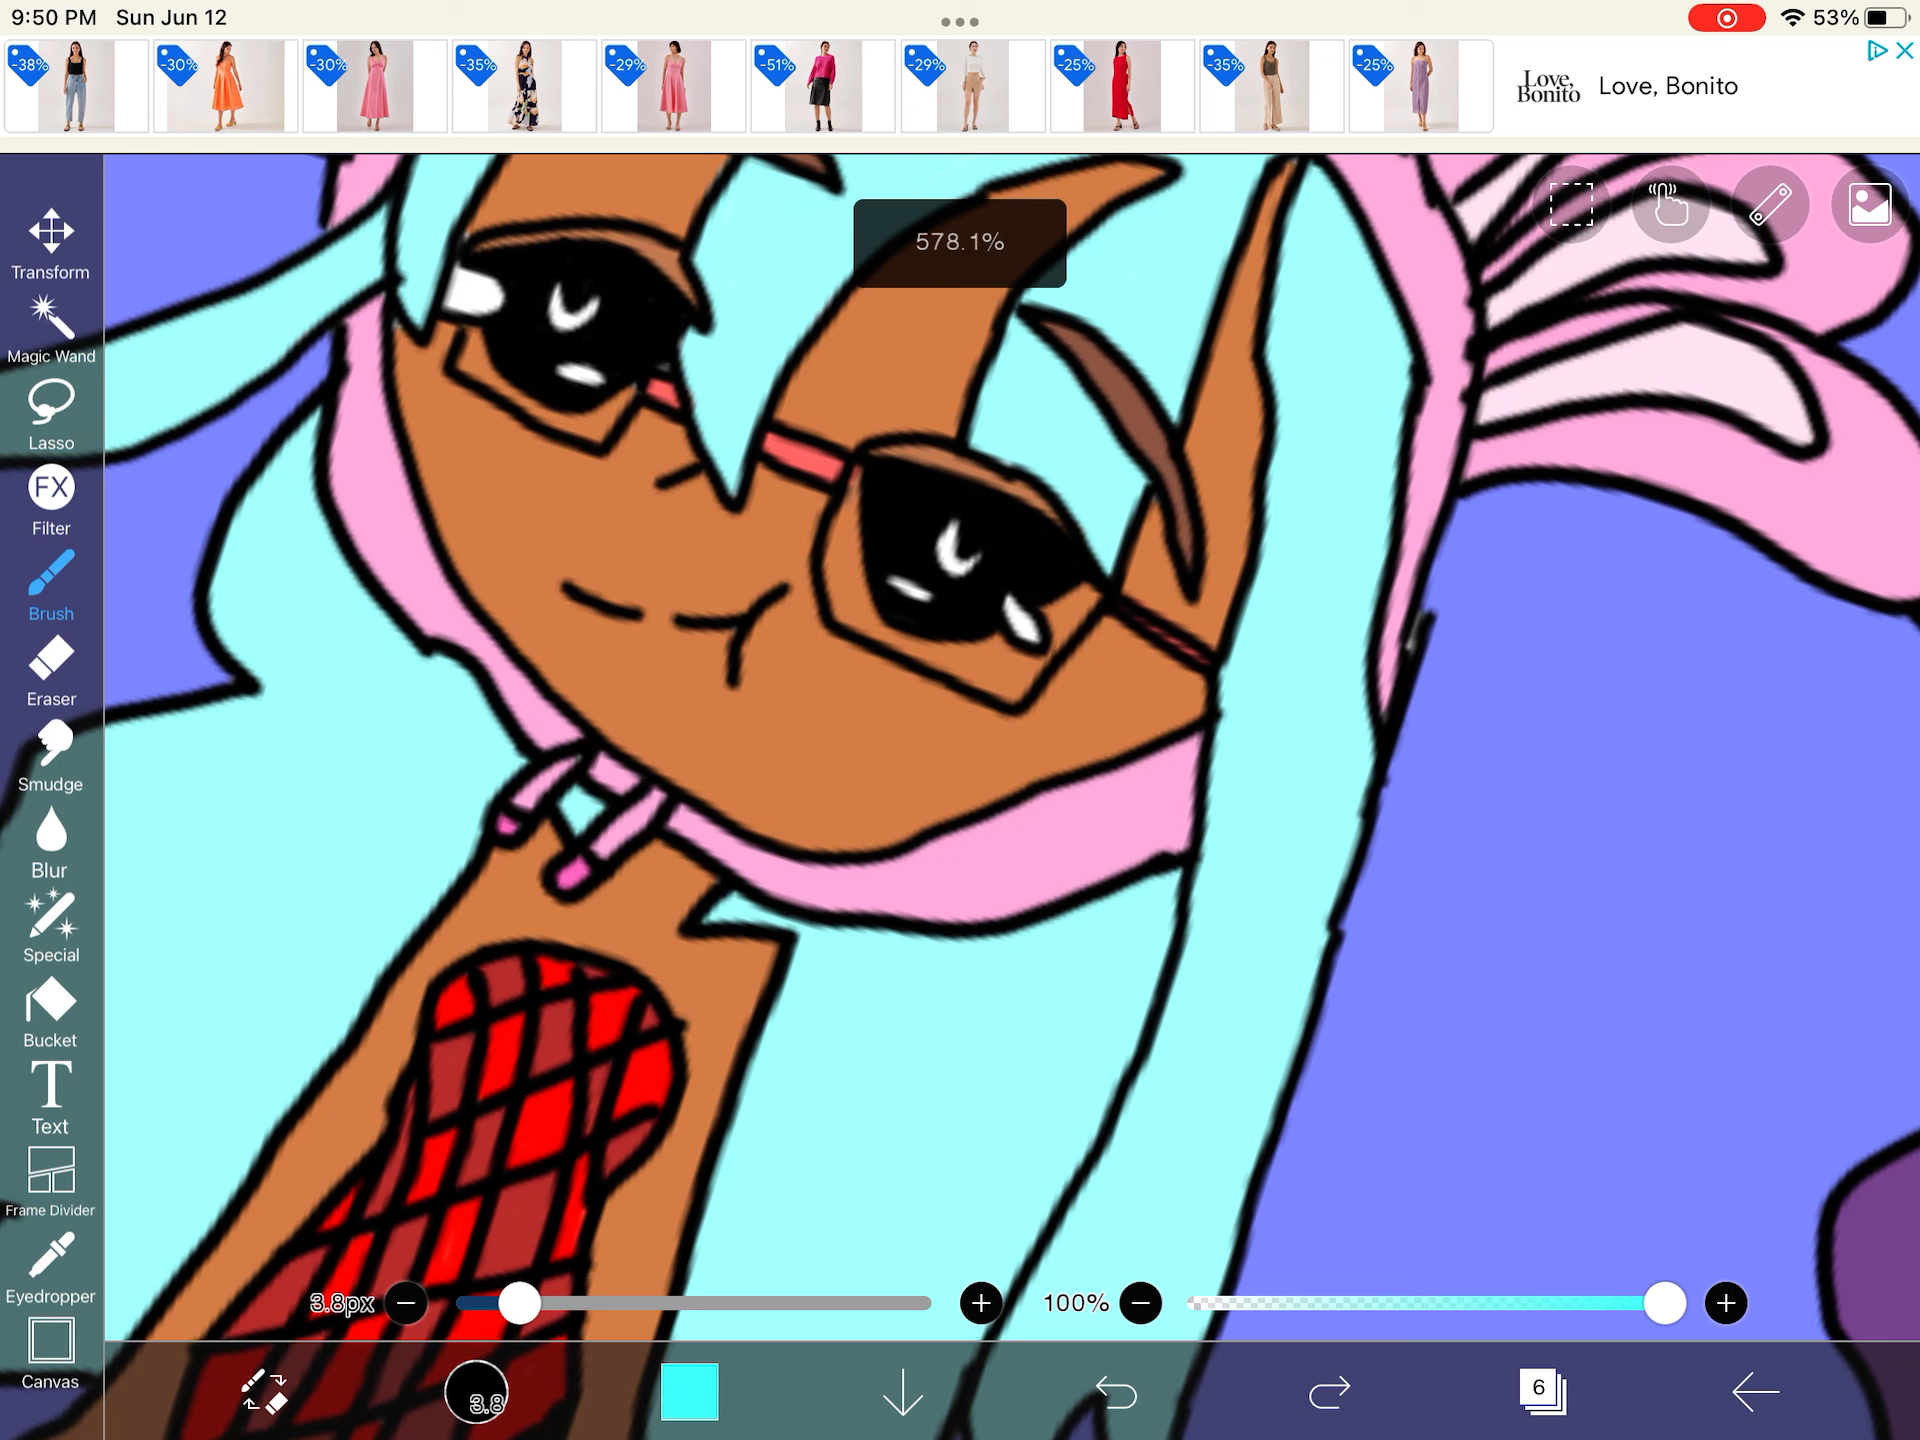 9:50 PM Sun Jun 12
53%
-38%
-30%
-30%
-35%
-29%
-51%
-29%
-25%
-35%
-25%
Love,
Bonito
Love, Bonito
578.1%
Transform
Magic Wand
Lasso
FX
Filter
Brush
Eraser
Smudge
Blur
Special
Bucket
T
Text
Frame Divider
Eyedropper
Canvas
3.8px
100%
3.8
6